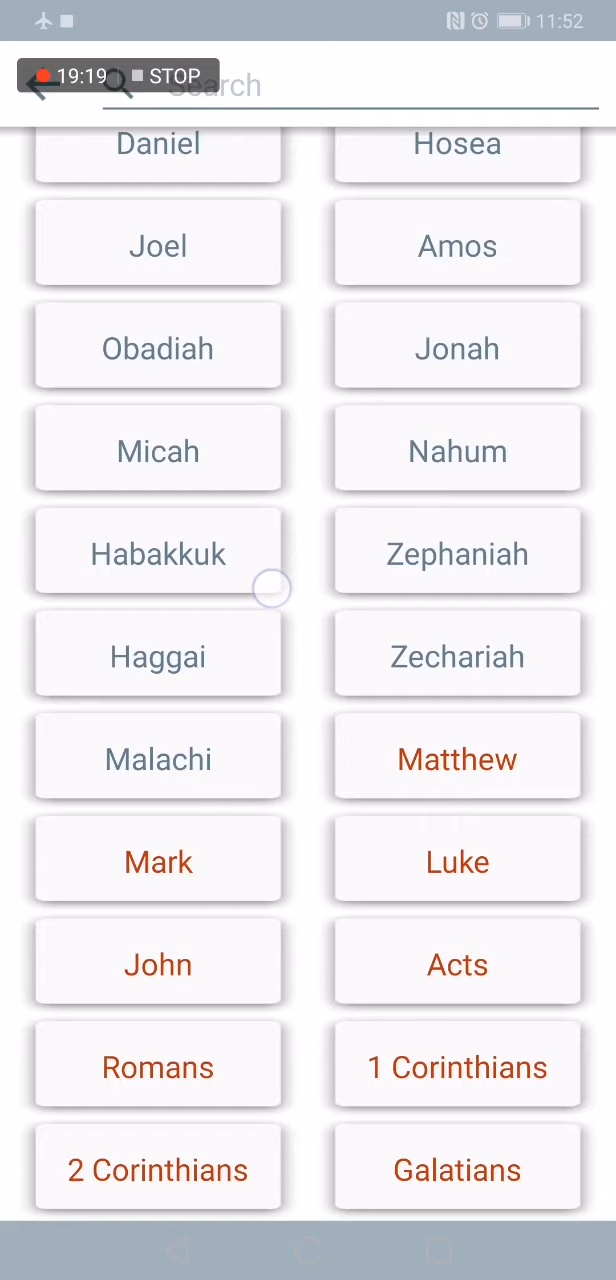 11:52
19:19 STOP
Search
Daniel Hosea
Joel Amos
Obadiah Jonah
Micah Nahum
Habakkuk Zephaniah
Haggai Zechariah
Malachi Matthew
Mark Luke
John Acts
Romans 1 Corinthians
2 Corinthians Galatians